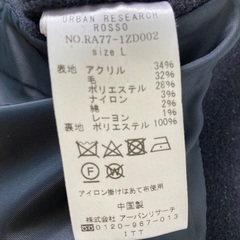 URBAN RESEARCH
ROSSO
NO.RA77-1ZD002
size L
表地 アクリル 34%
毛 32%
ポリエステル 28%
ナイロン 3%
綿 2%
レーヨン 1%
裏地 ポリエステル 100%
アイロン掛けはあて布使用
中国製
株式会社 アーバンリサーチ
0120-967-013
ITT